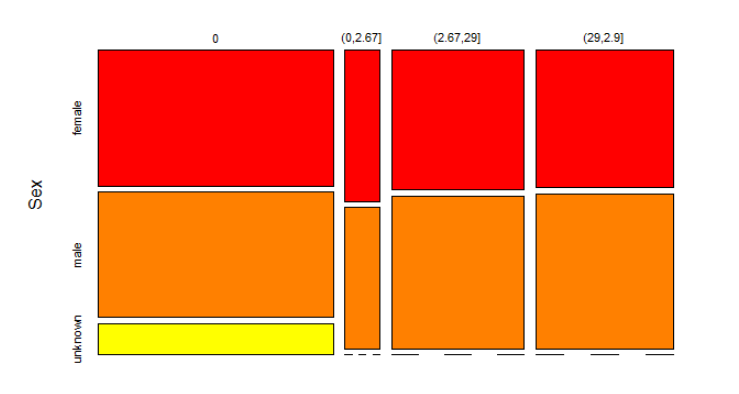 0 (0,2.67] (2.67,29] (29,2.9]
Sex
female
male
unknown